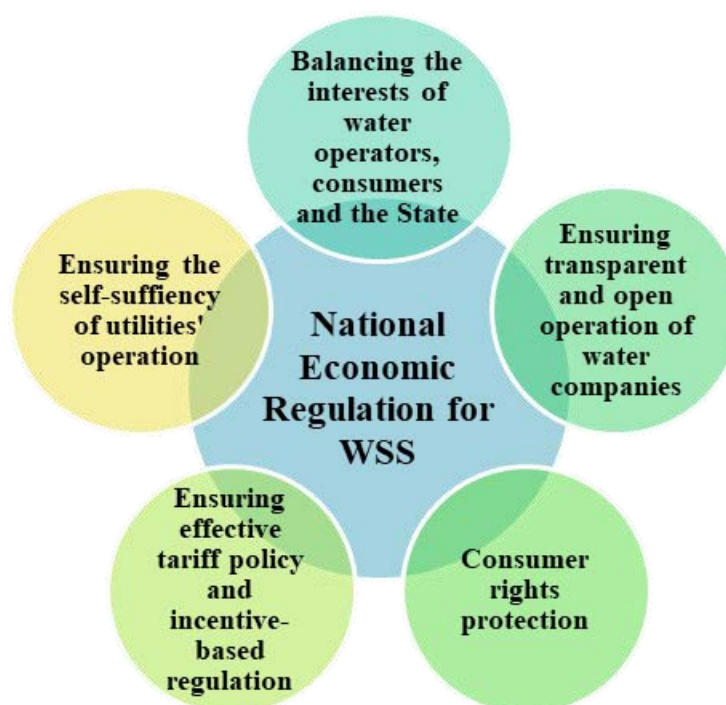 Balancing the
interests of
water
operators,
consumers
and the State
Ensuring
transparent
and open
operation of
water
companies
Consumer
rights
protection
Ensuring
effective
tariff policy
and
incentive-
based
regulation
Ensuring the
self-suffiency
of utilities'
operation
National
Economic
Regulation for
WSS